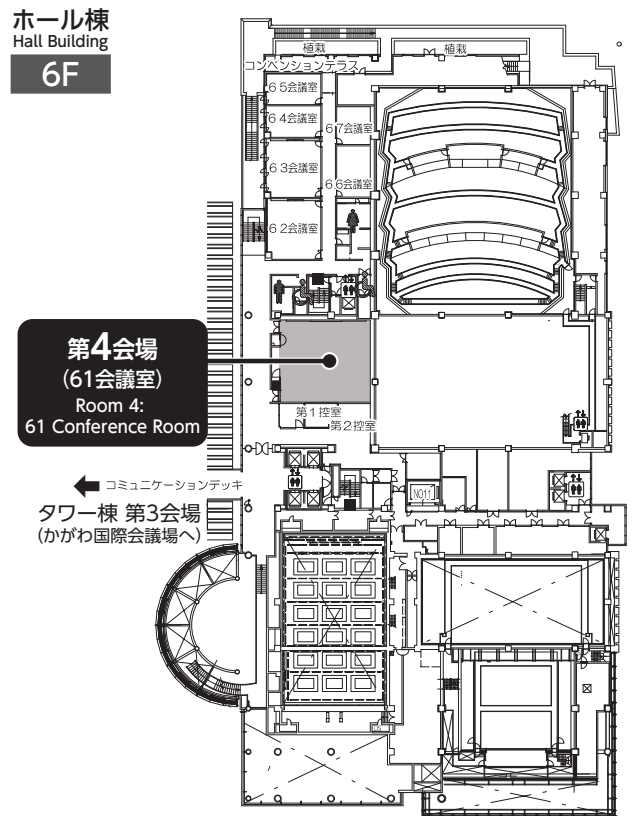 ホール棟
Hall Building
6F
植栽
植栽
コンベンションテラス
65会議室
64会議室
67会議室
63会議室
66会議室
62会議室
第4会場
(61会議室)
Room 4:
61 Conference Room
第1控室
第2控室
コミュニケーションデッキ
NO11
タワー棟 第3会場
(かがわ国際会議場へ)